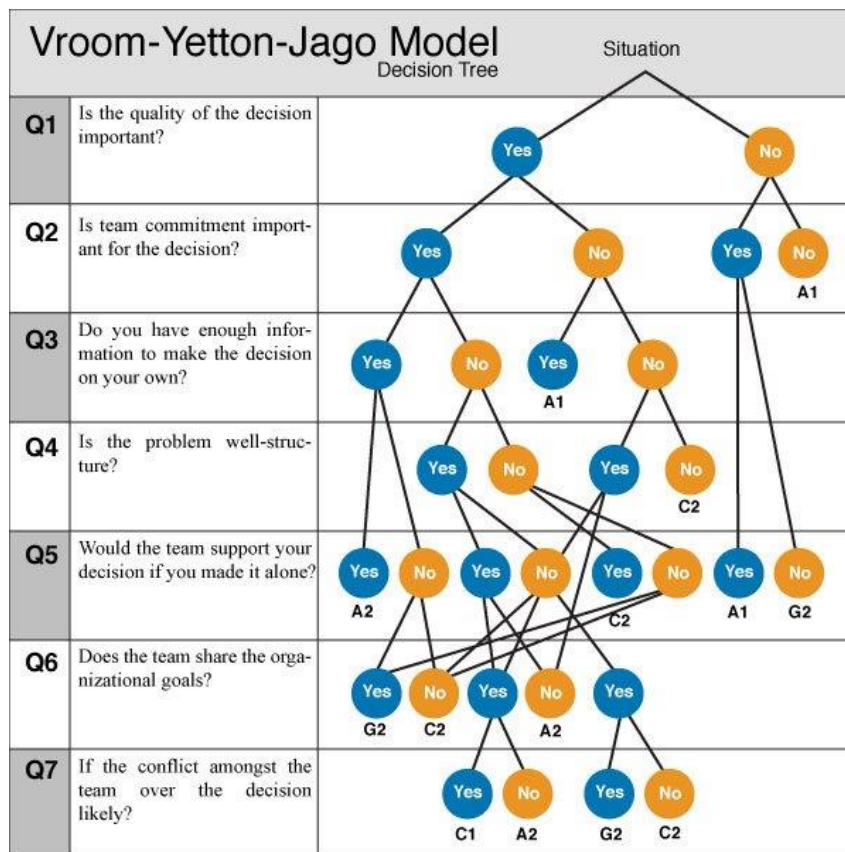 Vroom-Yetton-Jago Model
Decision Tree
Situation
Q1
Is the quality of the decision
important?
Yes
No
Q2
Is team commitment import-
ant for the decision?
Yes
No
Yes
No
A1
Q3
Do you have enough infor-
mation to make the decision
on your own?
Yes
No
Yes
No
A1
Q4
Is the problem well-struc-
ture?
Yes
No
Yes
No
C2
Q5
Would the team support your
decision if you made it alone?
Yes
No
Yes
No
Yes
No
Yes
No
A2
C2
A1
G2
Q6
Does the team share the orga-
nizational goals?
Yes
No
Yes
No
Yes
G2
C2
A2
Q7
If the conflict amongst the
team over the decision
likely?
Yes
No
Yes
No
C1
A2
G2
C2